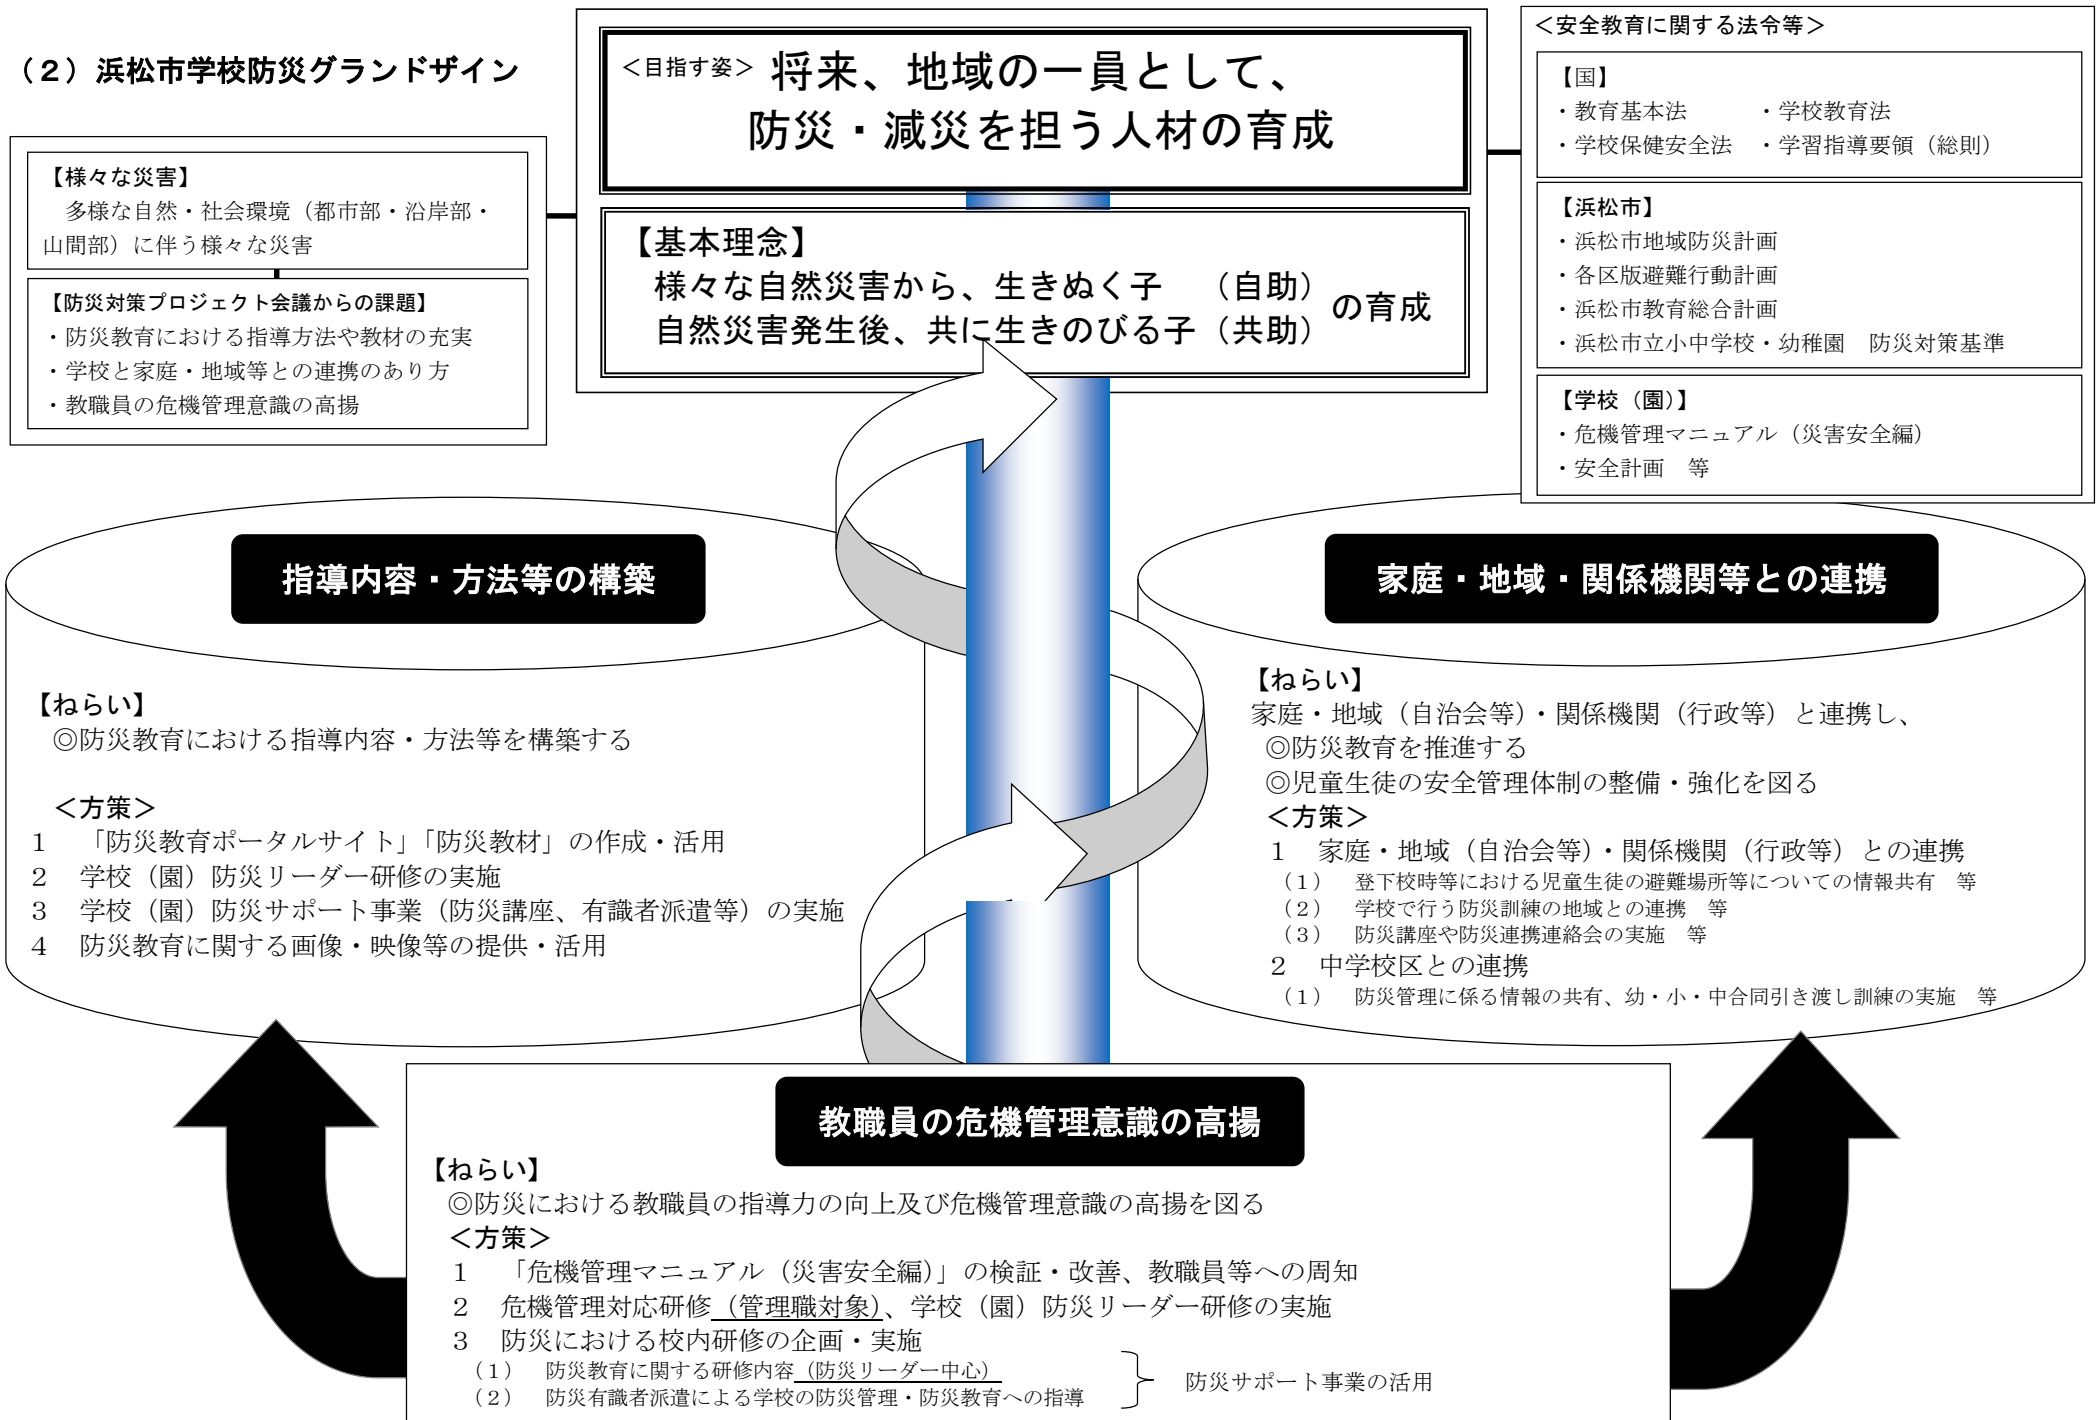 （２）浜松市学校防災グランドザイン
＜目指す姿＞ 将来、地域の一員として、
防災・減災を担う人材の育成
【基本理念】
様々な自然災害から、生きぬく子　（自助）
自然災害発生後、共に生きのびる子（共助）
の育成
【様々な災害】
多様な自然・社会環境（都市部・沿岸部・
山間部）に伴う様々な災害
【防災対策プロジェクト会議からの課題】
・防災教育における指導方法や教材の充実
・学校と家庭・地域等との連携のあり方
・教職員の危機管理意識の高揚
＜安全教育に関する法令等＞
【国】
・教育基本法　　・学校教育法
・学校保健安全法　・学習指導要領（総則）
【浜松市】
・浜松市地域防災計画
・各区版避難行動計画
・浜松市教育総合計画
・浜松市立小中学校・幼稚園　防災対策基準
【学校（園）】
・危機管理マニュアル（災害安全編）
・安全計画　等
指導内容・方法等の構築
【ねらい】
◎防災教育における指導内容・方法等を構築する
＜方策＞
１　「防災教育ポータルサイト」「防災教材」の作成・活用
２　学校（園）防災リーダー研修の実施
３　学校（園）防災サポート事業（防災講座、有識者派遣等）の実施
４　防災教育に関する画像・映像等の提供・活用
家庭・地域・関係機関等との連携
【ねらい】
家庭・地域（自治会等）・関係機関（行政等）と連携し、
◎防災教育を推進する
◎児童生徒の安全管理体制の整備・強化を図る
＜方策＞
１　家庭・地域（自治会等）・関係機関（行政等）との連携
（１）　登下校時等における児童生徒の避難場所等についての情報共有　等
（２）　学校で行う防災訓練の地域との連携　等
（３）　防災講座や防災連携連絡会の実施　等
２　中学校区との連携
（１）　防災管理に係る情報の共有、幼・小・中合同引き渡し訓練の実施　等
教職員の危機管理意識の高揚
【ねらい】
◎防災における教職員の指導力の向上及び危機管理意識の高揚を図る
＜方策＞
１　「危機管理マニュアル（災害安全編）」の検証・改善、教職員等への周知
２　危機管理対応研修（管理職対象）、学校（園）防災リーダー研修の実施
３　防災における校内研修の企画・実施
（１）　防災教育に関する研修内容（防災リーダー中心）
（２）　防災有識者派遣による学校の防災管理・防災教育への指導
防災サポート事業の活用